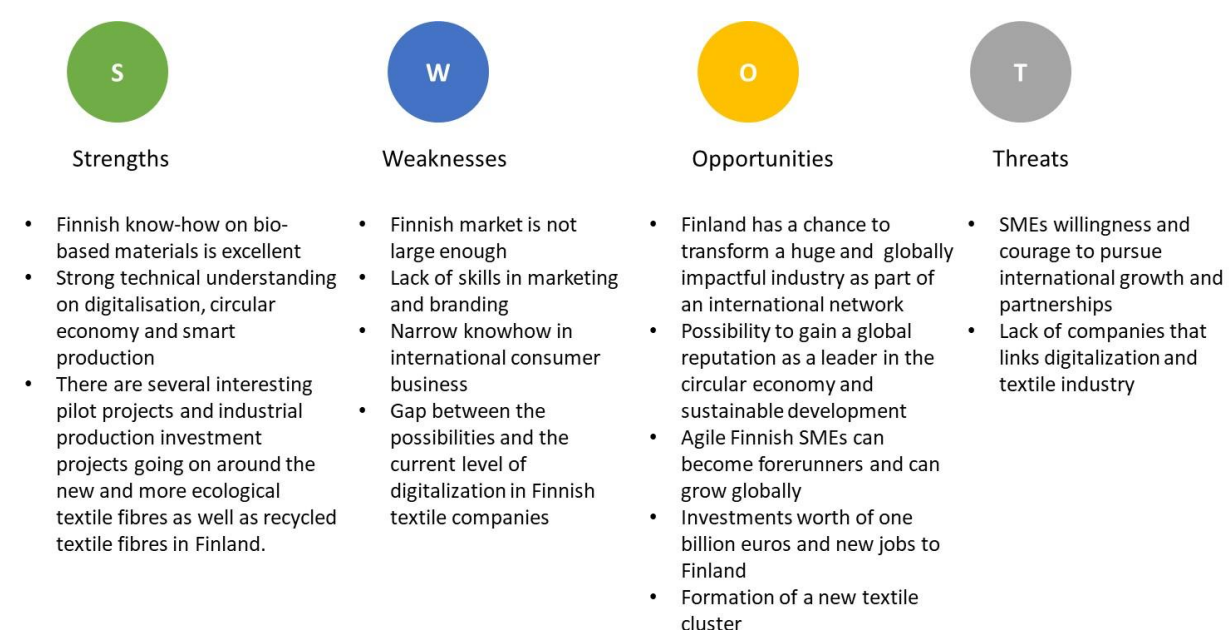 S
W
O
T
Strengths
Weaknesses
Opportunities
Threats
• Finnish know-how on bio-
based materials is excellent
• Strong technical understanding
on digitalisation, circular
economy and smart
production
• There are several interesting
pilot projects and industrial
production investment
projects going on around the
new and more ecological
textile fibres as well as recycled
textile fibres in Finland.
• Finnish market is not
large enough
• Lack of skills in marketing
and branding
• Narrow knowhow in
international consumer
business
• Gap between the
possibilities and the
current level of
digitalization in Finnish
textile companies
• Finland has a chance to
transform a huge and globally
impactful industry as part of
an international network
• Possibility to gain a global
reputation as a leader in the
circular economy and
sustainable development
• Agile Finnish SMEs can
become forerunners and can
grow globally
• Investments worth of one
billion euros and new jobs to
Finland
• Formation of a new textile
cluster
• SMEs willingness and
courage to pursue
international growth and
partnerships
• Lack of companies that
links digitalization and
textile industry